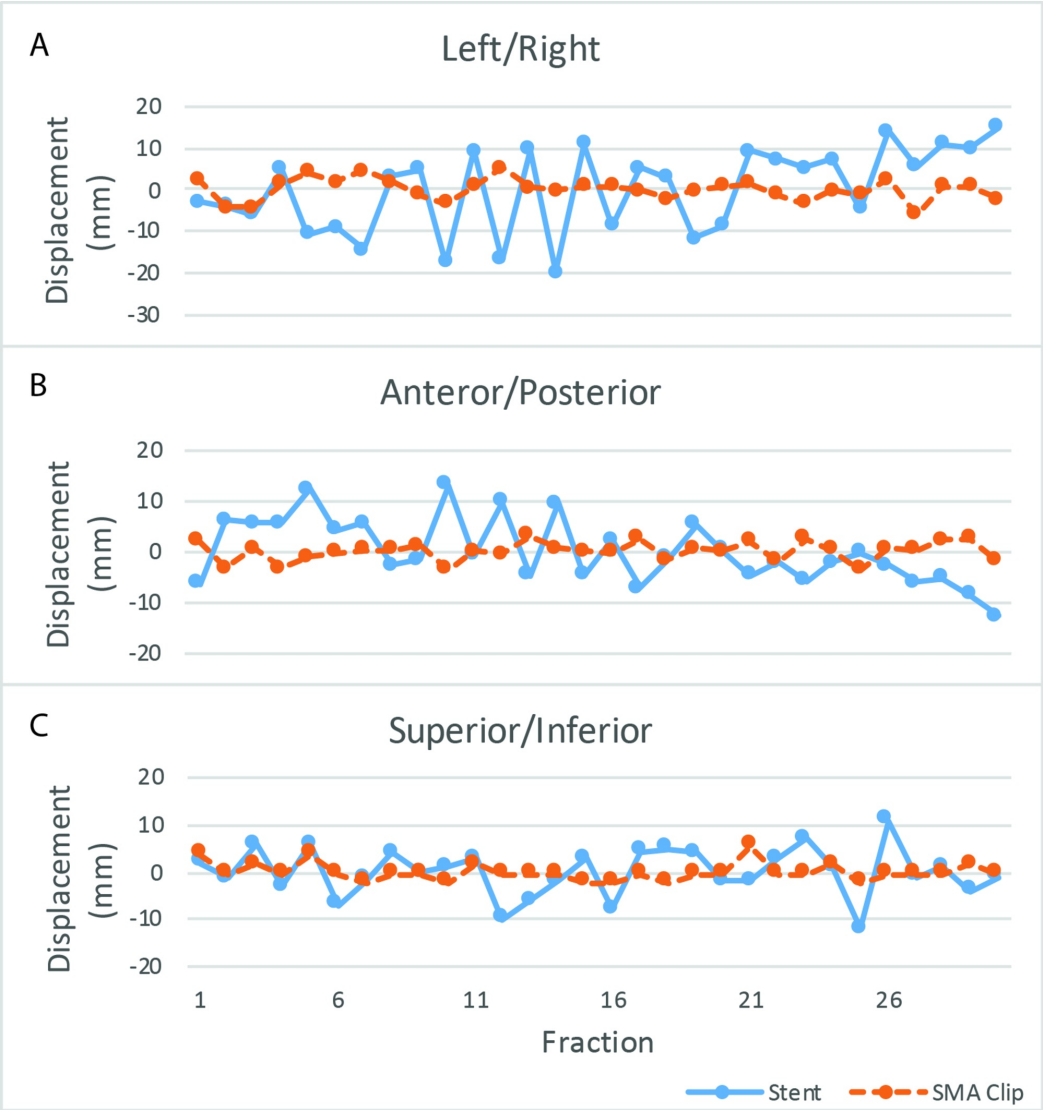 A
Left/Right
Displacement
(mm)
20
10
0
-10
-20
-30
B
Anteror/Posterior
Displacement
(mm)
20
10
0
-10
-20
C
Superior/Inferior
Displacement
(mm)
20
10
0
-10
-20
1 6 11 16 21 26
Fraction
Stent SMA Clip